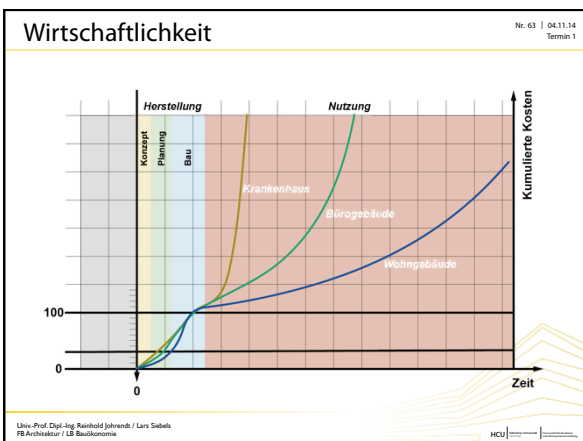 Wirtschaftlichkeit
Nr. 63 | 04.11.14
Termin 1
Herstellung
Nutzung
Konzept
Planung
Bau
Kumulierte Kosten
Krankenhaus
Bürogebäude
Wohngebäude
100
0
0
Zeit
Univ.-Prof. Dipl.-Ing. Reinhold Johrendt / Lars Siebels
FB Architektur / LB Bauökonomie
HCU